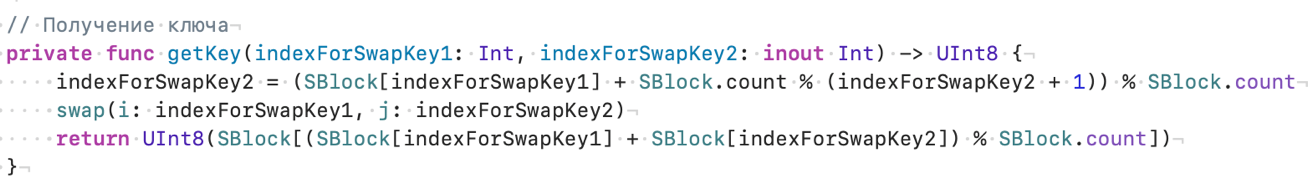 // Получение ключа
private func getKey(indexForSwapKey1: Int, indexForSwapKey2: inout Int) -> UInt8 {
    indexForSwapKey2 = (SBlock[indexForSwapKey1] + SBlock.count % (indexForSwapKey2 + 1)) % SBlock.count
    swap(i: indexForSwapKey1, j: indexForSwapKey2)
    return UInt8(SBlock[(SBlock[indexForSwapKey1] + SBlock[indexForSwapKey2]) % SBlock.count])
}